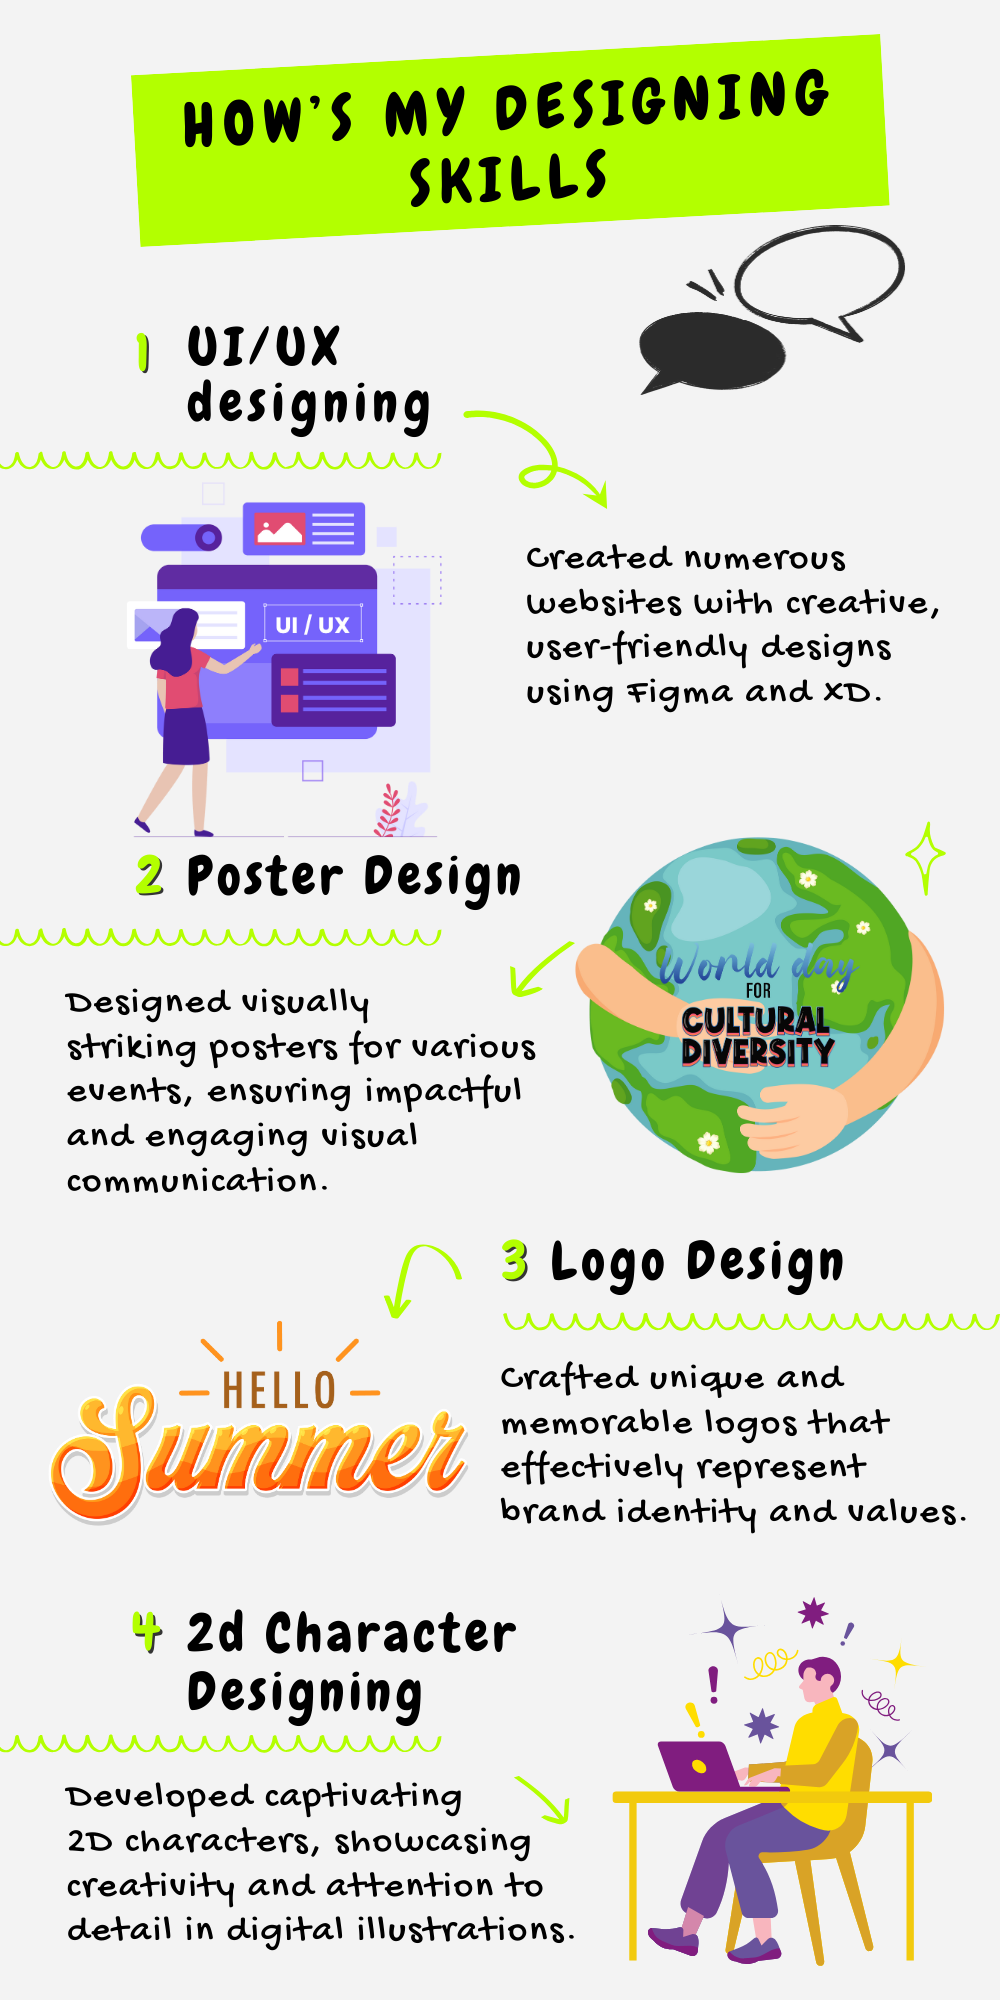 HOW'S MY DESIGNING
SKILLS
1 UI/UX
designing
UI / UX
Created numerous
websites with creative,
user-friendly designs
using Figma and XD.
2 Poster Design
Designed visually
striking posters for various
events, ensuring impactful
and engaging visual
communication.
World day
FOR
CULTURAL
DIVERSITY
3 Logo Design
HELLO
Summer
Crafted unique and
memorable logos that
effectively represent
brand identity and values.
4 2d Character
Designing
Developed captivating
2D characters, showcasing
creativity and attention to
detail in digital illustrations.